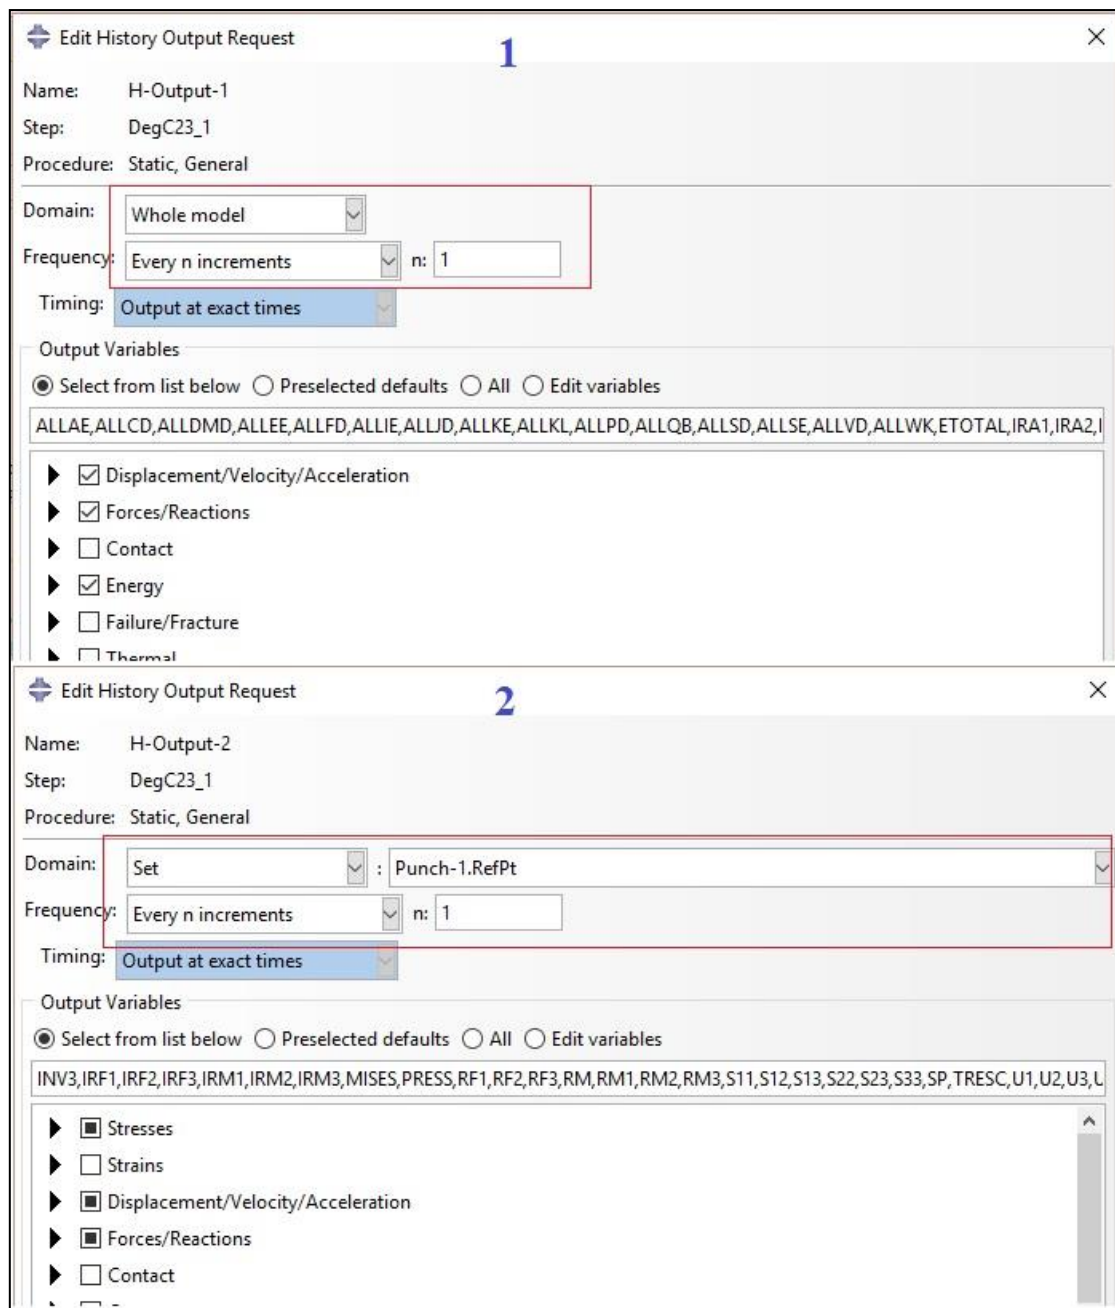 Edit History Output Request
1
Name: H-Output-1
Step: DegC23_1
Procedure: Static, General
Domain: Whole model
Frequency: Every n increments n: 1
Timing: Output at exact times
Output Variables
Select from list below Preselected defaults All Edit variables
ALLAE,ALLCD,ALLDMD,ALLEE,ALLFD,ALLIE,ALLJD,ALLKE,ALLKL,ALLPD,ALLQB,ALLSD,ALLSE,ALLVD,ALLWK,ETOTAL,IRA1,IRA2,I
Displacement/Velocity/Acceleration
Forces/Reactions
Contact
Energy
Failure/Fracture
Thermal
Edit History Output Request
2
Name: H-Output-2
Step: DegC23_1
Procedure: Static, General
Domain: Set : Punch-1.RefPt
Frequency: Every n increments n: 1
Timing: Output at exact times
Output Variables
Select from list below Preselected defaults All Edit variables
INV3,IRF1,IRF2,IRF3,IRM1,IRM2,IRM3,MISES,PRESS,RF1,RF2,RF3,RM,RM1,RM2,RM3,S11,S12,S13,S22,S23,S33,SP,TRESC,U1,U2,U3,U
Stresses
Strains
Displacement/Velocity/Acceleration
Forces/Reactions
Contact